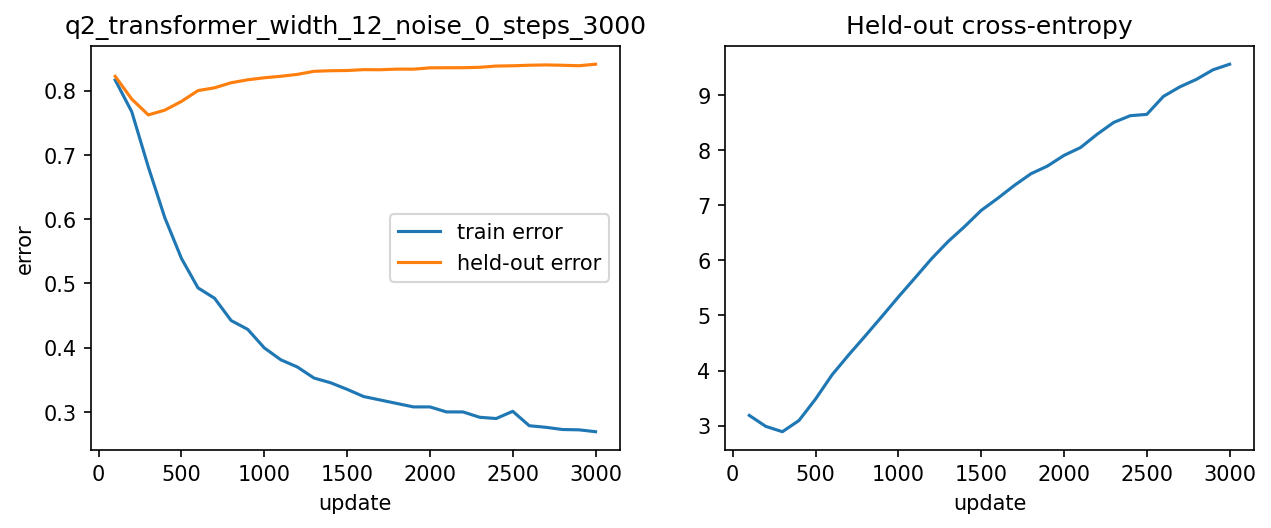 q2_transformer_width_12_noise_0_steps_3000
error
0.8
0.7
0.6
0.5
0.4
0.3
train error
held-out error
0 500 1000 1500 2000 2500 3000
update
Held-out cross-entropy
9
8
7
6
5
4
3
0 500 1000 1500 2000 2500 3000
update